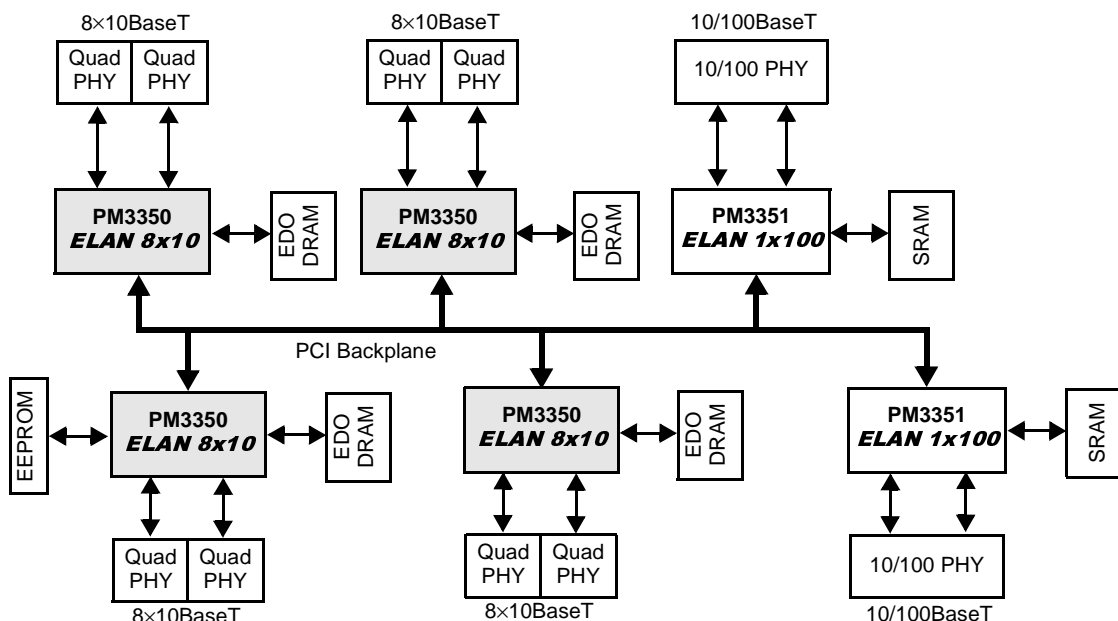 8×10BaseT
8×10BaseT
10/100BaseT
Quad PHY
Quad PHY
Quad PHY
Quad PHY
10/100 PHY
PM3350
ELAN 8x10
EDO DRAM
PM3350
ELAN 8x10
EDO DRAM
PM3351
ELAN 1x100
SRAM
PCI Backplane
EEPROM
PM3350
ELAN 8x10
EDO DRAM
PM3350
ELAN 8x10
EDO DRAM
PM3351
ELAN 1x100
SRAM
Quad PHY
Quad PHY
Quad PHY
Quad PHY
10/100 PHY
8×10BaseT
8×10BaseT
10/100BaseT